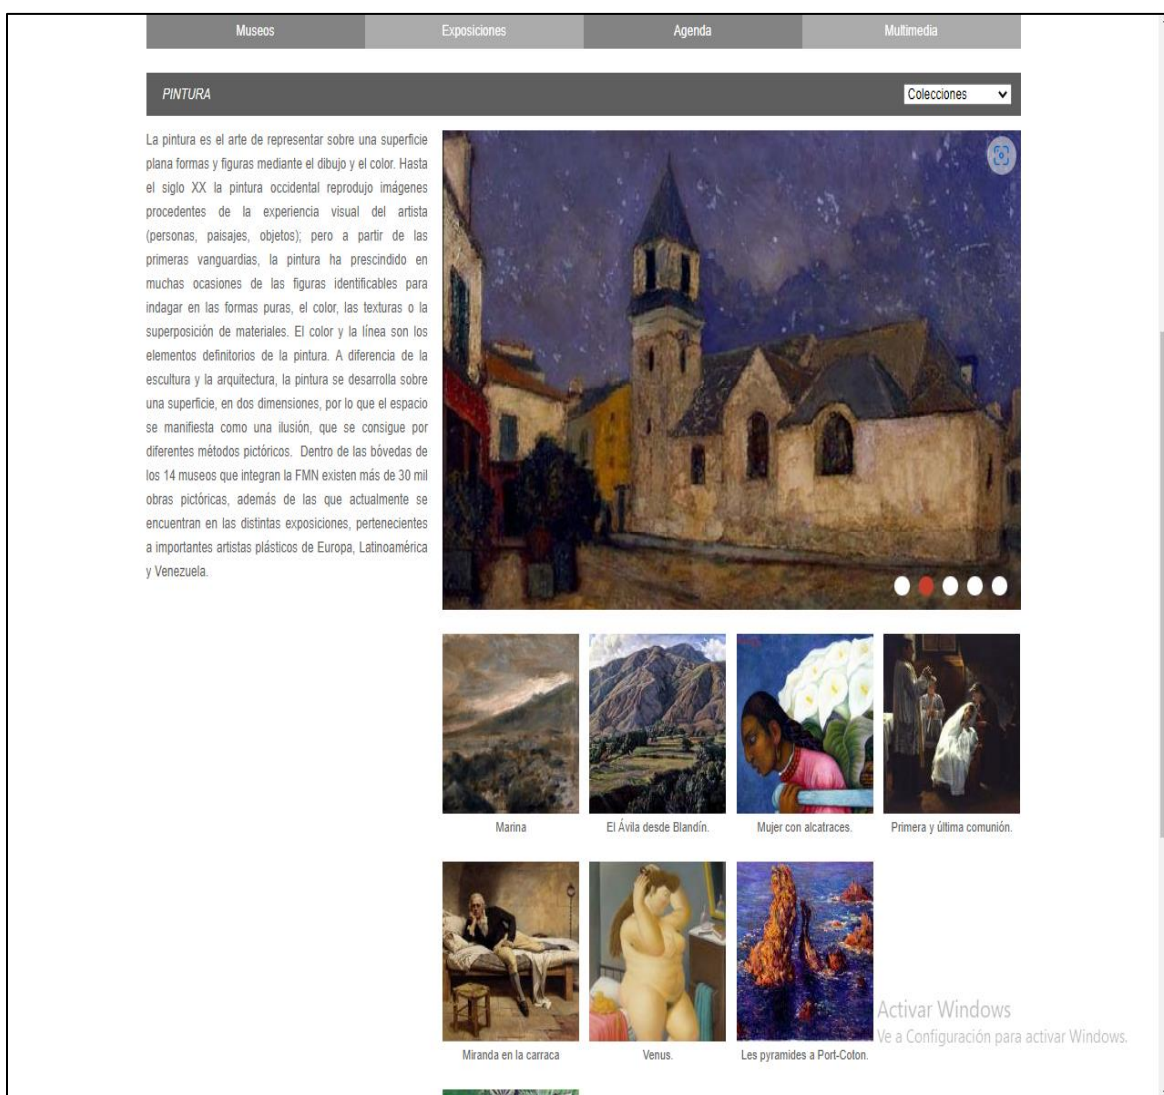 Museos Exposiciones Agenda Multimedia
PINTURA Colecciones
La pintura es el arte de representar sobre una superficie
plana formas y figuras mediante el dibujo y el color. Hasta
el siglo XX la pintura occidental reprodujo imágenes
procedentes de la experiencia visual del artista
(personas, paisajes, objetos); pero a partir de las
primeras vanguardias, la pintura ha prescindido en
muchas ocasiones de las figuras identificables para
indagar en las formas puras, el color, las texturas o la
superposición de materiales. El color y la línea son los
elementos definitorios de la pintura. A diferencia de la
escultura y la arquitectura, la pintura se desarrolla sobre
una superficie, en dos dimensiones, por lo que el espacio
se manifiesta como una ilusión, que se consigue por
diferentes métodos pictóricos. Dentro de las bóvedas de
los 14 museos que integran la FMN existen más de 30 mil
obras pictóricas, además de las que actualmente se
encuentran en las distintas exposiciones, pertenecientes
a importantes artistas plásticos de Europa, Latinoamérica
y Venezuela.
Marina El Ávila desde Blandín. Mujer con alcatraces. Primera y última comunión.
Miranda en la carraca Venus. Les pyramides a Port-Coton.
Activar Windows
Ve a Configuración para activar Windows.